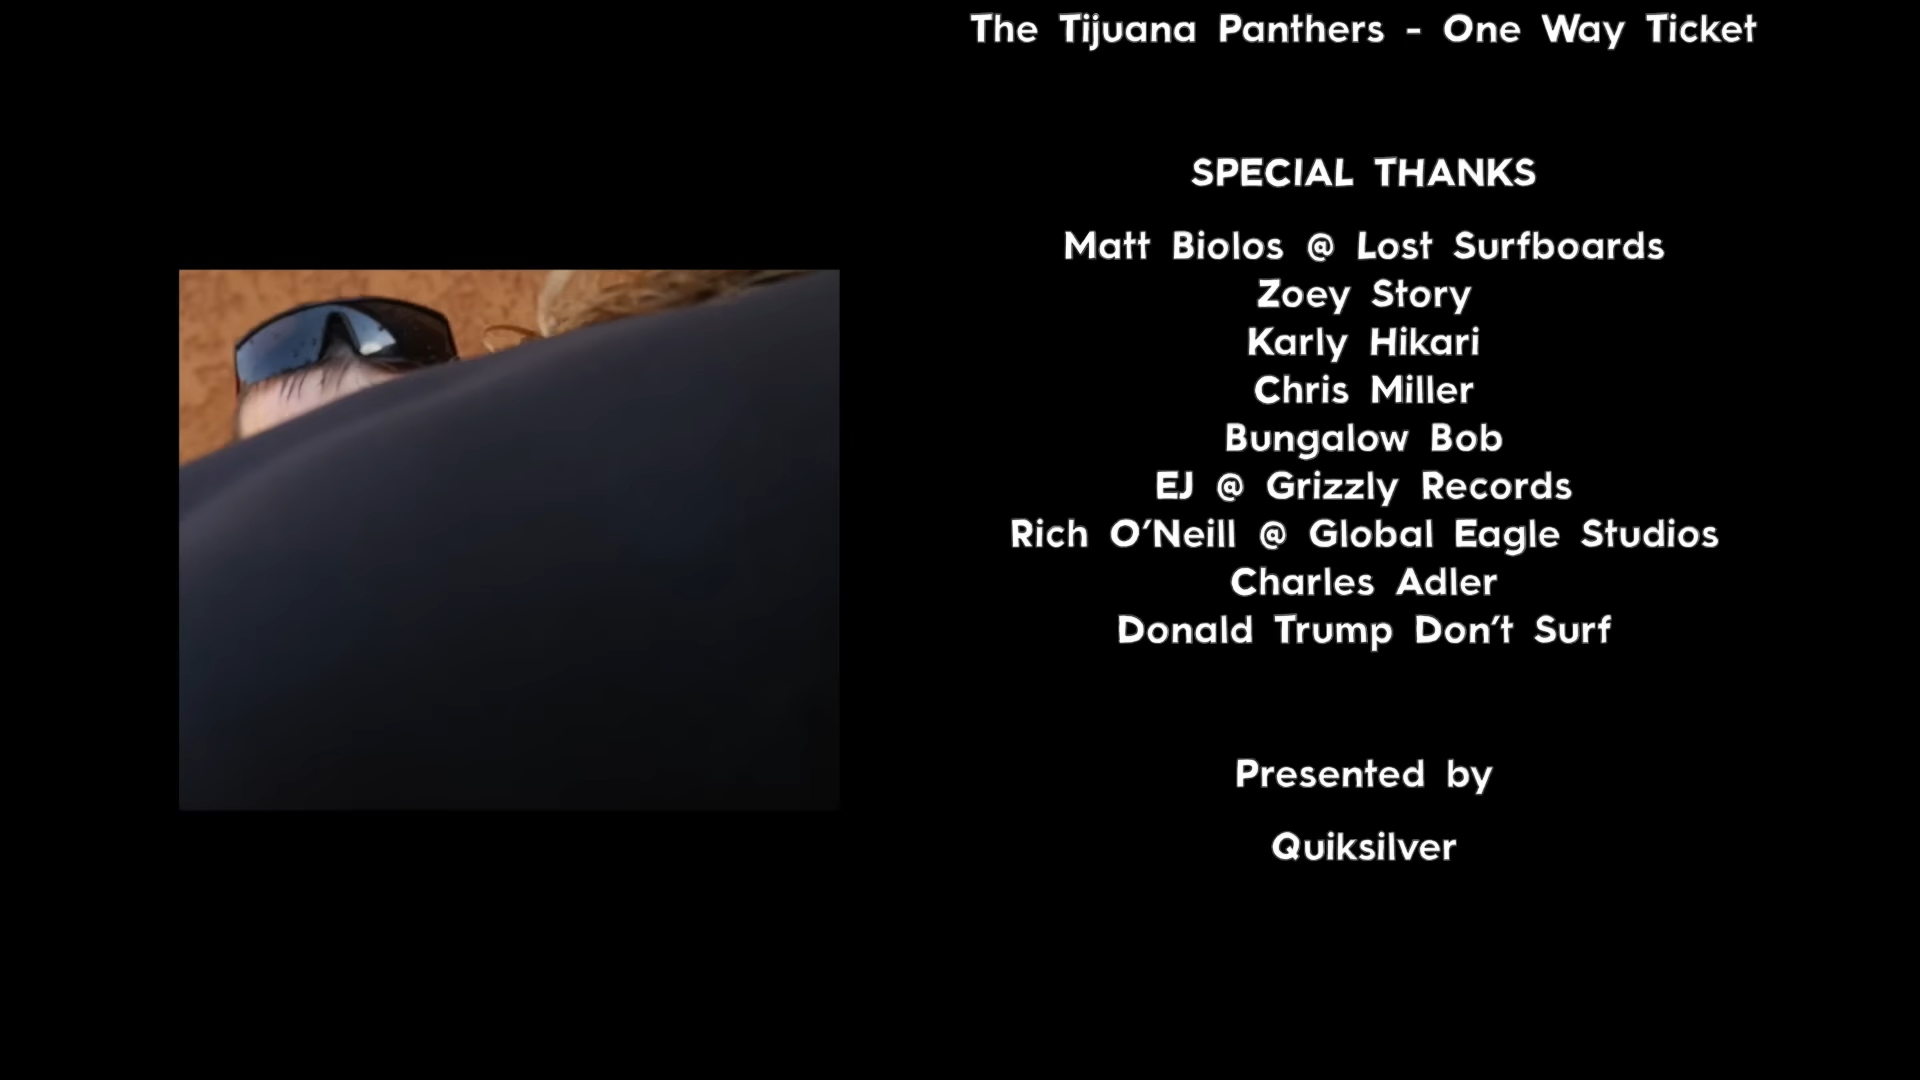 The Tijuana Panthers - One Way Ticket
SPECIAL THANKS
Matt Biolos @ Lost Surfboards
Zoey Story
Karly Hikari
Chris Miller
Bungalow Bob
EJ @ Grizzly Records
Rich O'Neill @ Global Eagle Studios
Charles Adler
Donald Trump Don't Surf
Presented by
Quiksilver